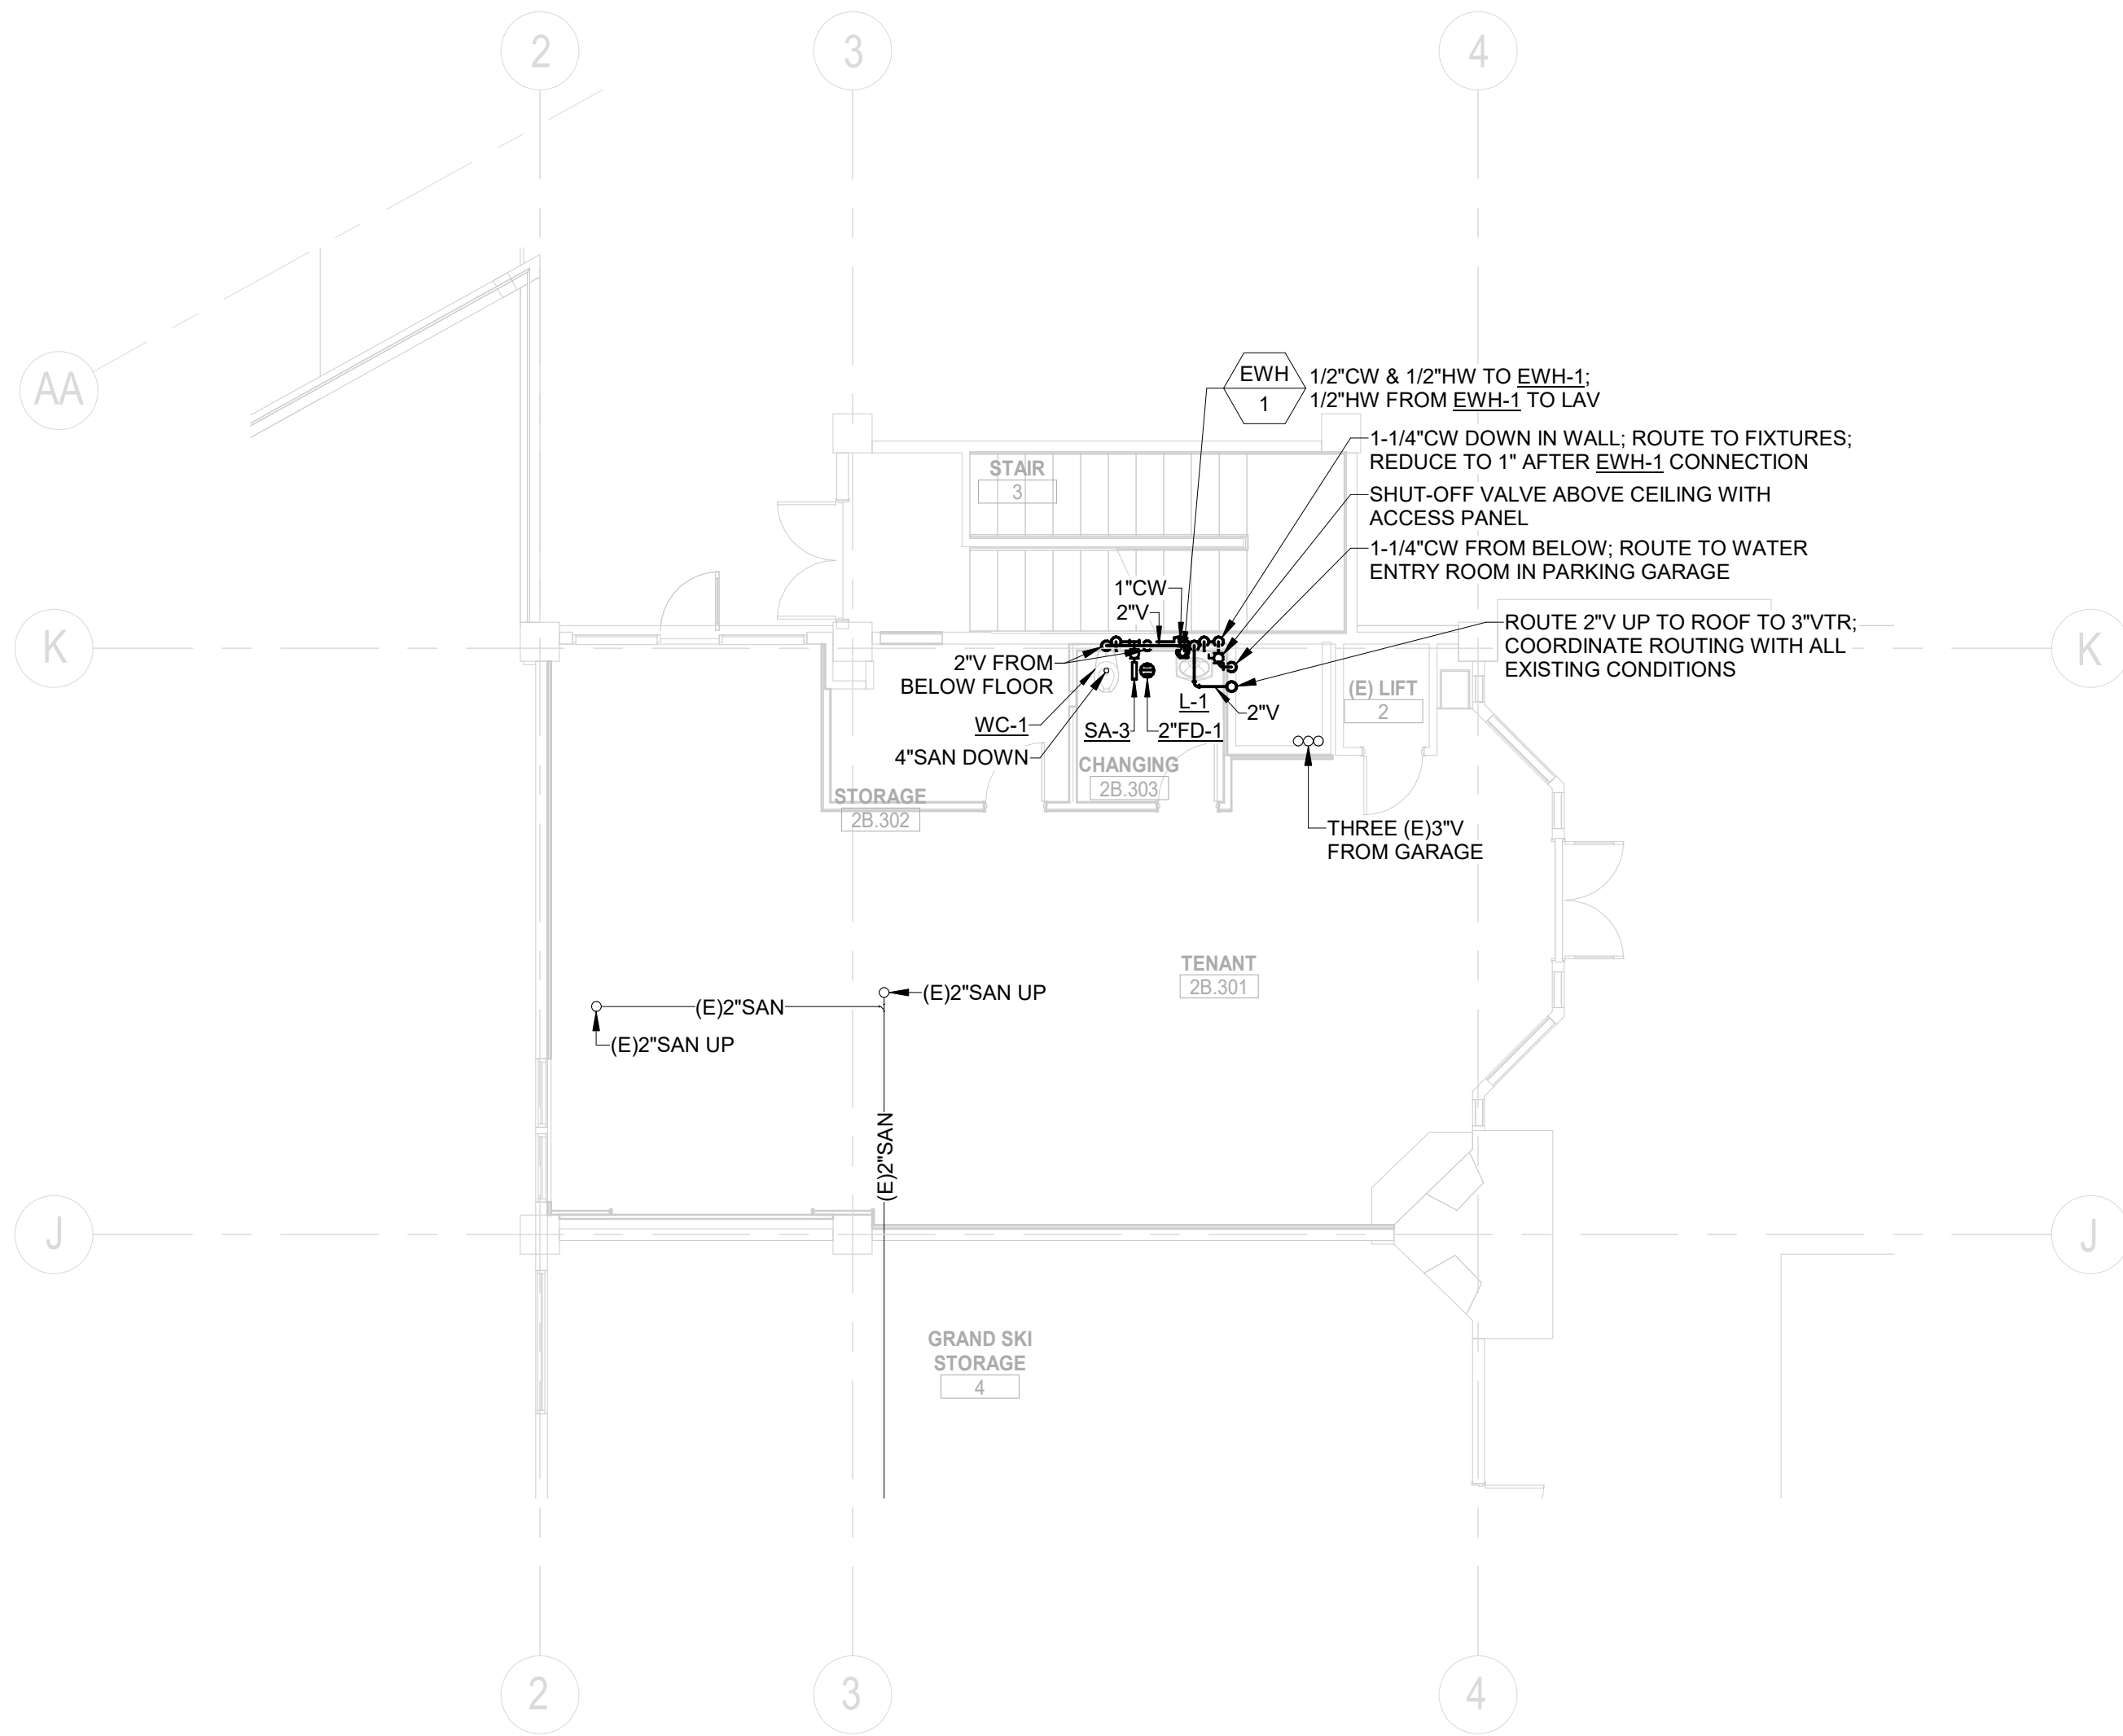 2
3
4
AA
EWH
1
1/2"CW & 1/2"HW TO EWH-1;
1/2"HW FROM EWH-1 TO LAV
1-1/4"CW DOWN IN WALL; ROUTE TO FIXTURES;
REDUCE TO 1" AFTER EWH-1 CONNECTION
STAIR
3
SHUT-OFF VALVE ABOVE CEILING WITH
ACCESS PANEL
1-1/4"CW FROM BELOW; ROUTE TO WATER
ENTRY ROOM IN PARKING GARAGE
1"CW
2"V
ROUTE 2"V UP TO ROOF TO 3"VTR;
COORDINATE ROUTING WITH ALL
EXISTING CONDITIONS
K
K
2"V FROM
BELOW FLOOR
(E) LIFT
2
L-1
2"V
WC-1
SA-3
2"FD-1
4"SAN DOWN
CHANGING
2B.303
STORAGE
2B.302
THREE (E)3"V
FROM GARAGE
TENANT
2B.301
(E)2"SAN UP
(E)2"SAN
(E)2"SAN UP
(E)2"SAN
J
J
GRAND SKI
STORAGE
4
2
3
4